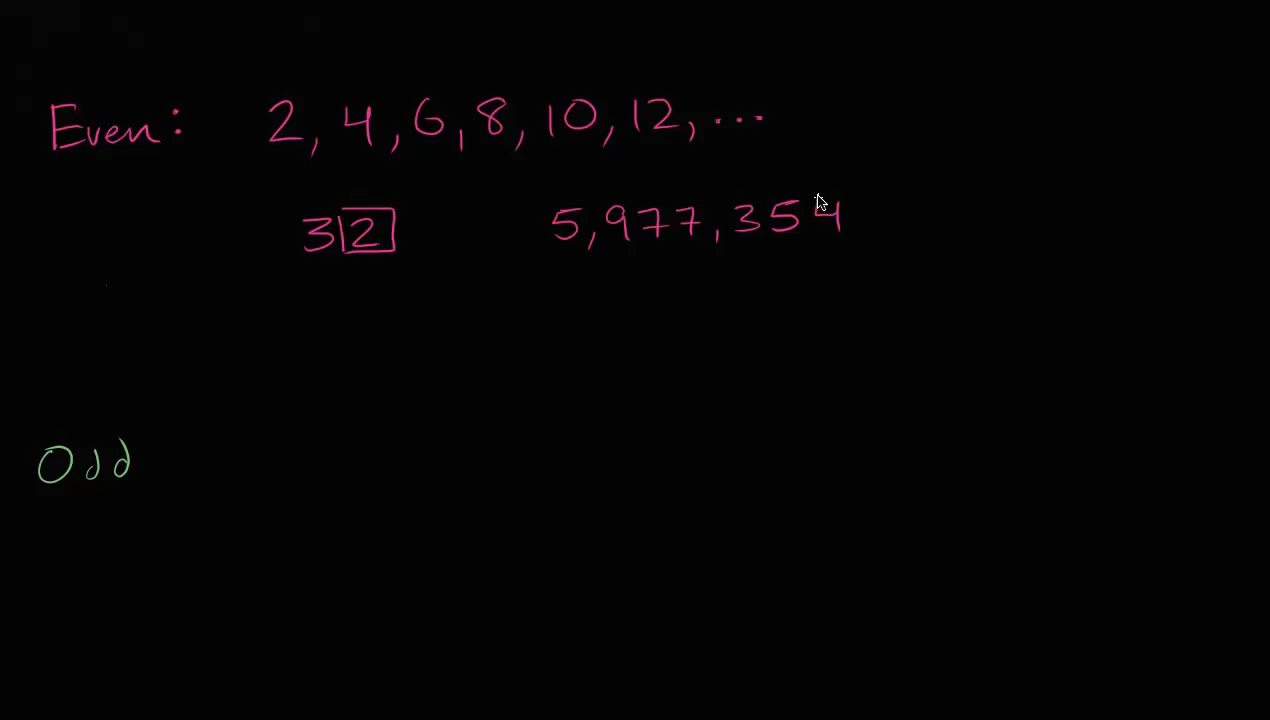 Even: 2, 4, 6, 8, 10, 12, ...
32 5,977,354
Odd